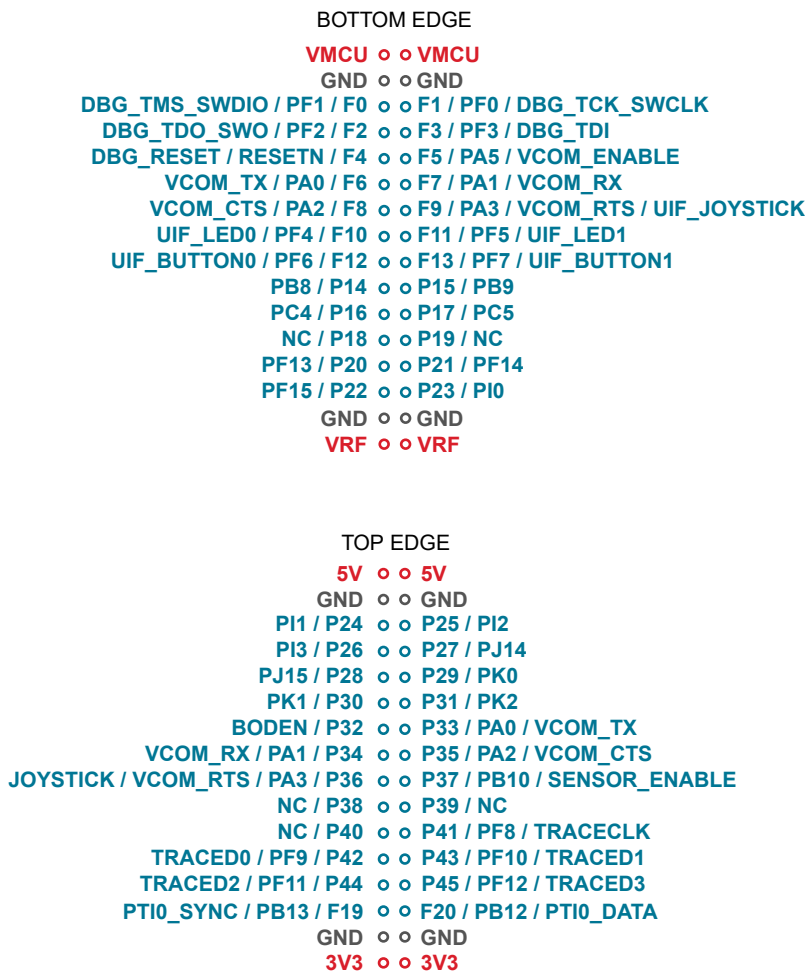 BOTTOM EDGE
VMCU VMCU
GND GND
DBG_TMS_SWDIO / PF1 / F0 F1 / PF0 / DBG_TCK_SWCLK
DBG_TDO_SWO / PF2 / F2 F3 / PF3 / DBG_TDI
DBG_RESET / RESETN / F4 F5 / PA5 / VCOM_ENABLE
VCOM_TX / PA0 / F6 F7 / PA1 / VCOM_RX
VCOM_CTS / PA2 / F8 F9 / PA3 / VCOM_RTS / UIF_JOYSTICK
UIF_LED0 / PF4 / F10 F11 / PF5 / UIF_LED1
UIF_BUTTON0 / PF6 / F12 F13 / PF7 / UIF_BUTTON1
PB8 / P14 P15 / PB9
PC4 / P16 P17 / PC5
NC / P18 P19 / NC
PF13 / P20 P21 / PF14
PF15 / P22 P23 / PI0
GND GND
VRF VRF
TOP EDGE
5V 5V
GND GND
PI1 / P24 P25 / PI2
PI3 / P26 P27 / PJ14
PJ15 / P28 P29 / PK0
PK1 / P30 P31 / PK2
BODEN / P32 P33 / PA0 / VCOM_TX
VCOM_RX / PA1 / P34 P35 / PA2 / VCOM_CTS
JOYSTICK / VCOM_RTS / PA3 / P36 P37 / PB10 / SENSOR_ENABLE
NC / P38 P39 / NC
NC / P40 P41 / PF8 / TRACECLK
TRACED0 / PF9 / P42 P43 / PF10 / TRACED1
TRACED2 / PF11 / P44 P45 / PF12 / TRACED3
PTI0_SYNC / PB13 / F19 F20 / PB12 / PTI0_DATA
GND GND
3V3 3V3